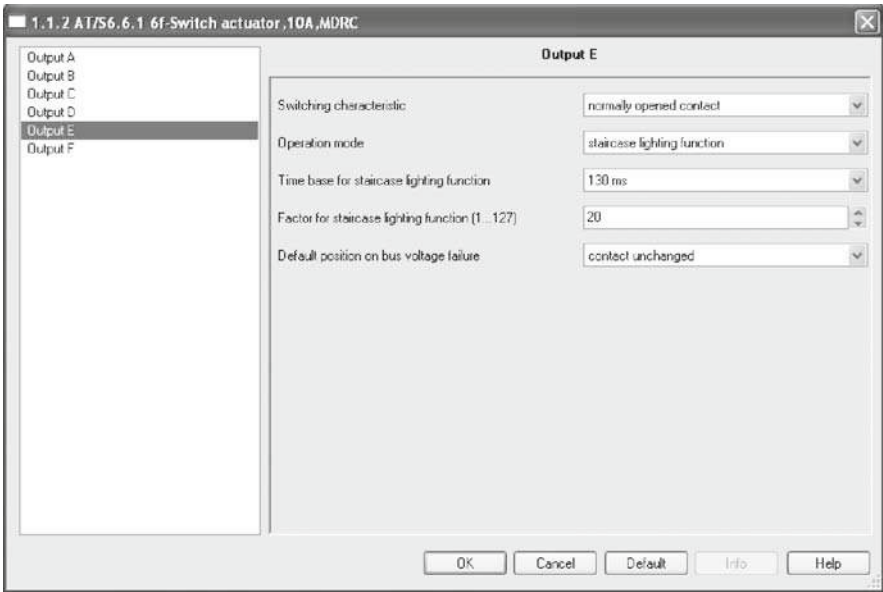 1.1.2 AT/S6.6.1 6f-Switch actuator,10A,MDRC
Output A
Output B
Output C
Output D
Output E
Output F
Output E
Switching characteristic
normaly opened contact
Operation mode
staircase lighting function
Time base for staircase lighting function
130 ms
Factor for staircase lighting function (1...127)
20
Default position on bus voltage failure
contact unchanged
OK
Cancel
Default
Info
Help